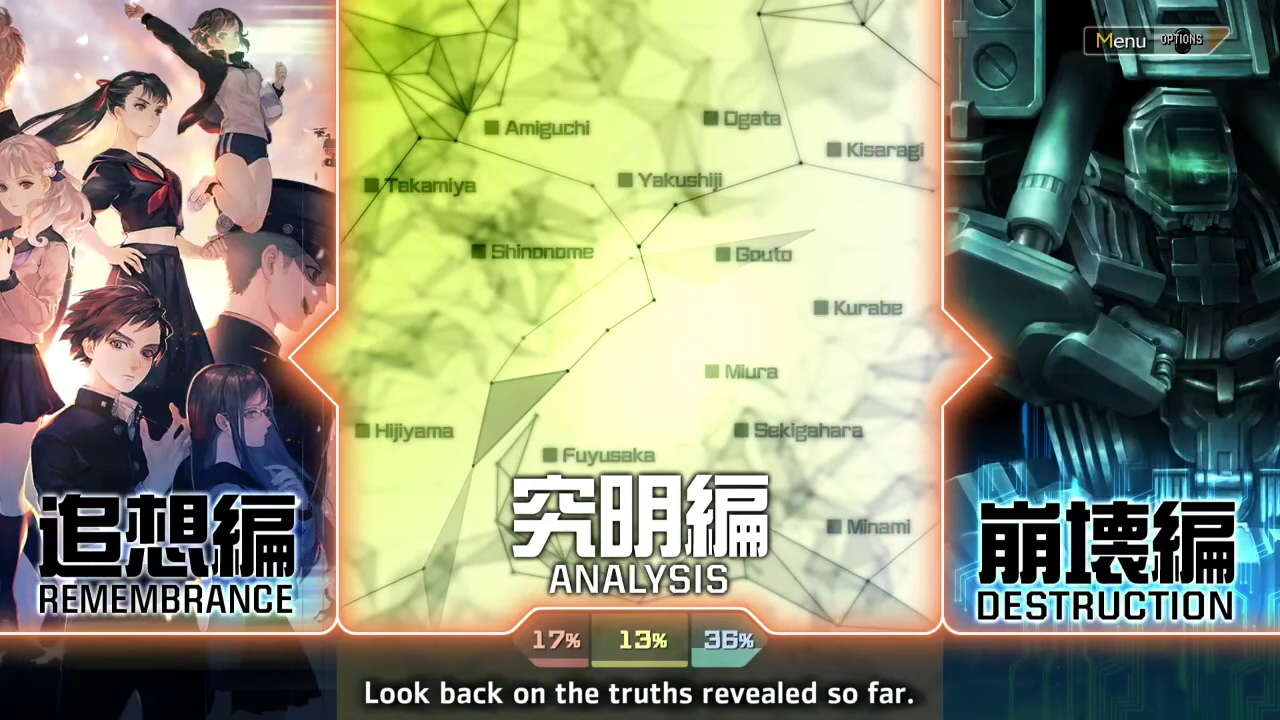 Menu OPTIONS
Amiguchi
Ogata
Kisaragi
Takamiya
Yakushiji
Shinonome
Gouto
Kurabe
Miura
Hijiyama
Sekigahara
Fuyusaka
Minami
追想編
REMEMBRANCE
究明編
ANALYSIS
崩壊編
DESTRUCTION
17% 13% 36%
Look back on the truths revealed so far.